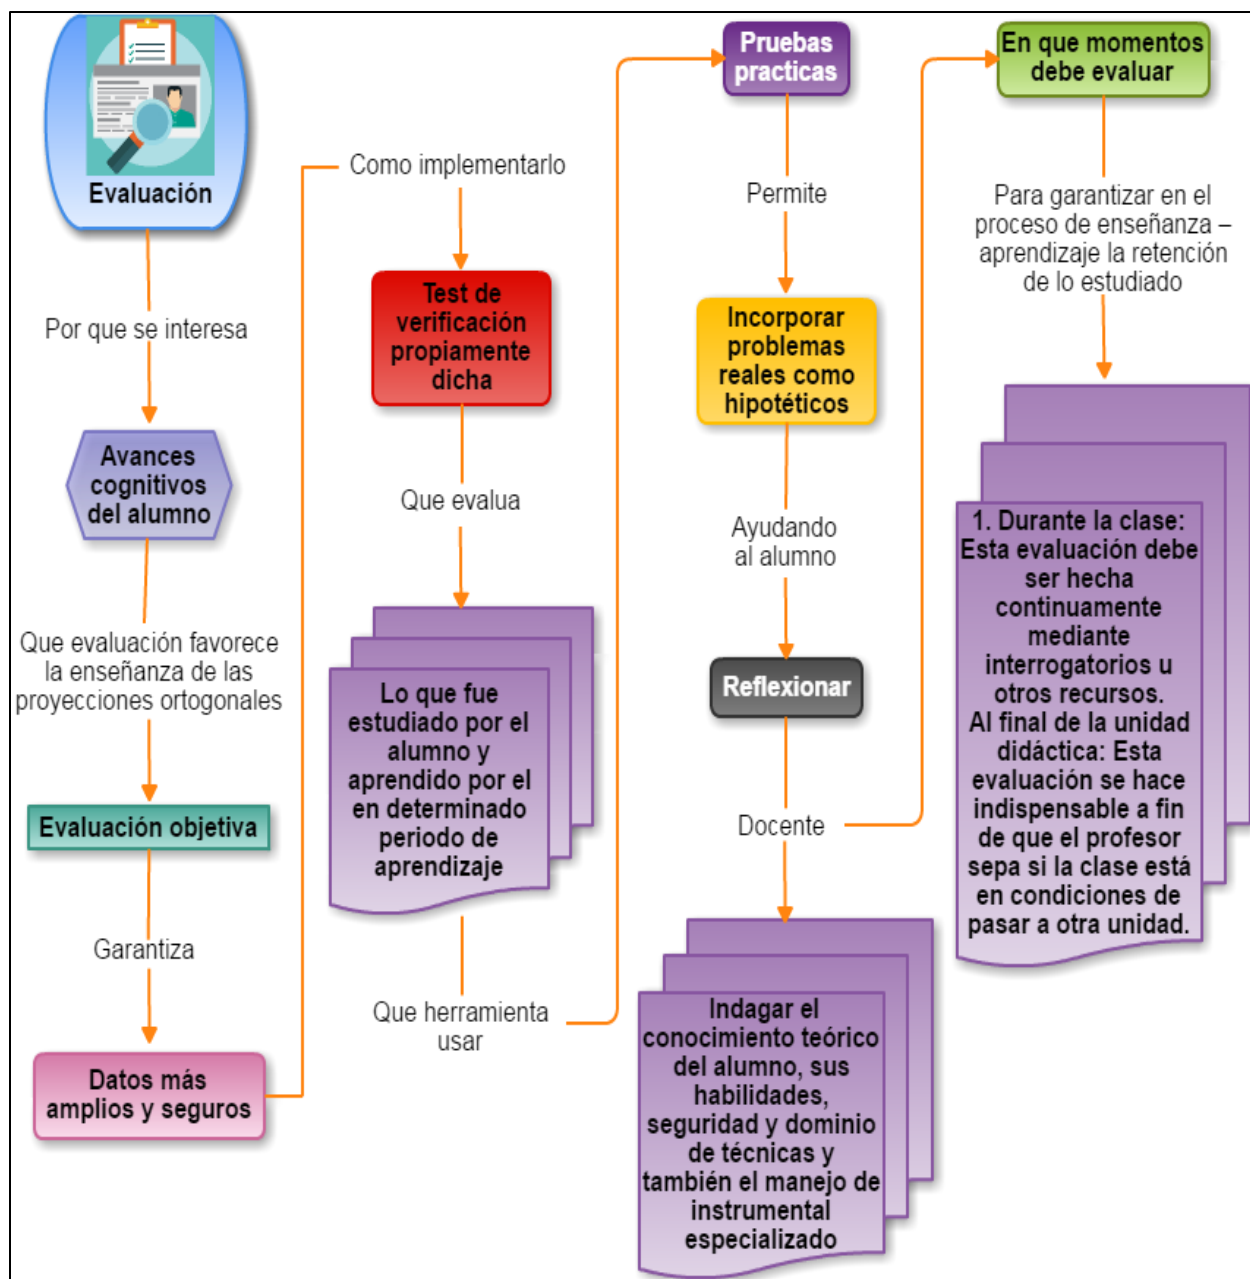 Evaluación
Por que se interesa
Avances
cognitivos
del alumno
Que evaluación favorece
la enseñanza de las
proyecciones ortogonales
Evaluación objetiva
Garantiza
Datos más
amplios y seguros
Como implementarlo
Test de
verificación
propiamente
dicha
Que evalua
Lo que fue
estudiado por el
alumno y
aprendido por el
en determinado
periodo de
aprendizaje
Que herramienta
usar
Pruebas
practicas
Permite
Incorporar
problemas
reales como
hipotéticos
Ayudando
al alumno
Reflexionar
Docente
Indagar el
conocimiento teórico
del alumno, sus
habilidades,
seguridad y dominio
de técnicas y
también el manejo de
instrumental
especializado
En que momentos
debe evaluar
Para garantizar en el
proceso de enseñanza –
aprendizaje la retención
de lo estudiado
1. Durante la clase:
Esta evaluación debe
ser hecha
continuamente
mediante
interrogatorios u
otros recursos.
Al final de la unidad
didáctica: Esta
evaluación se hace
indispensable a fin
de que el profesor
sepa si la clase está
en condiciones de
pasar a otra unidad.